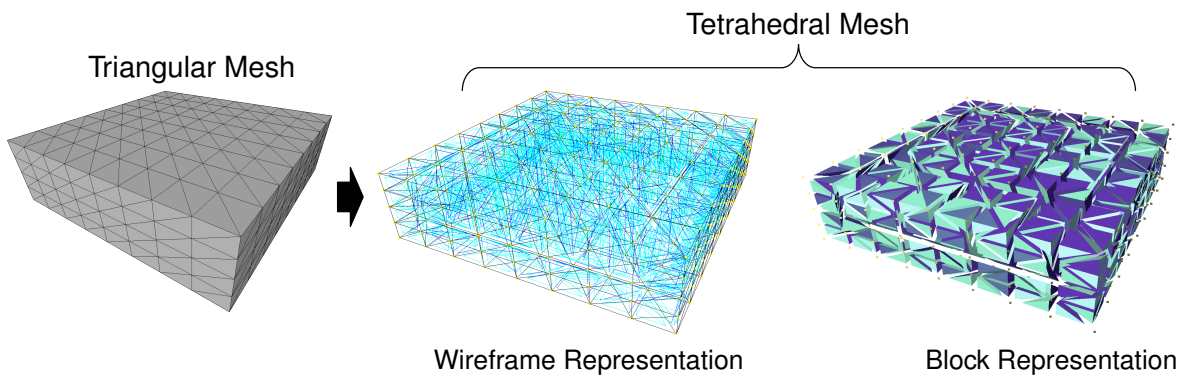 Tetrahedral Mesh
Triangular Mesh
Wireframe Representation
Block Representation